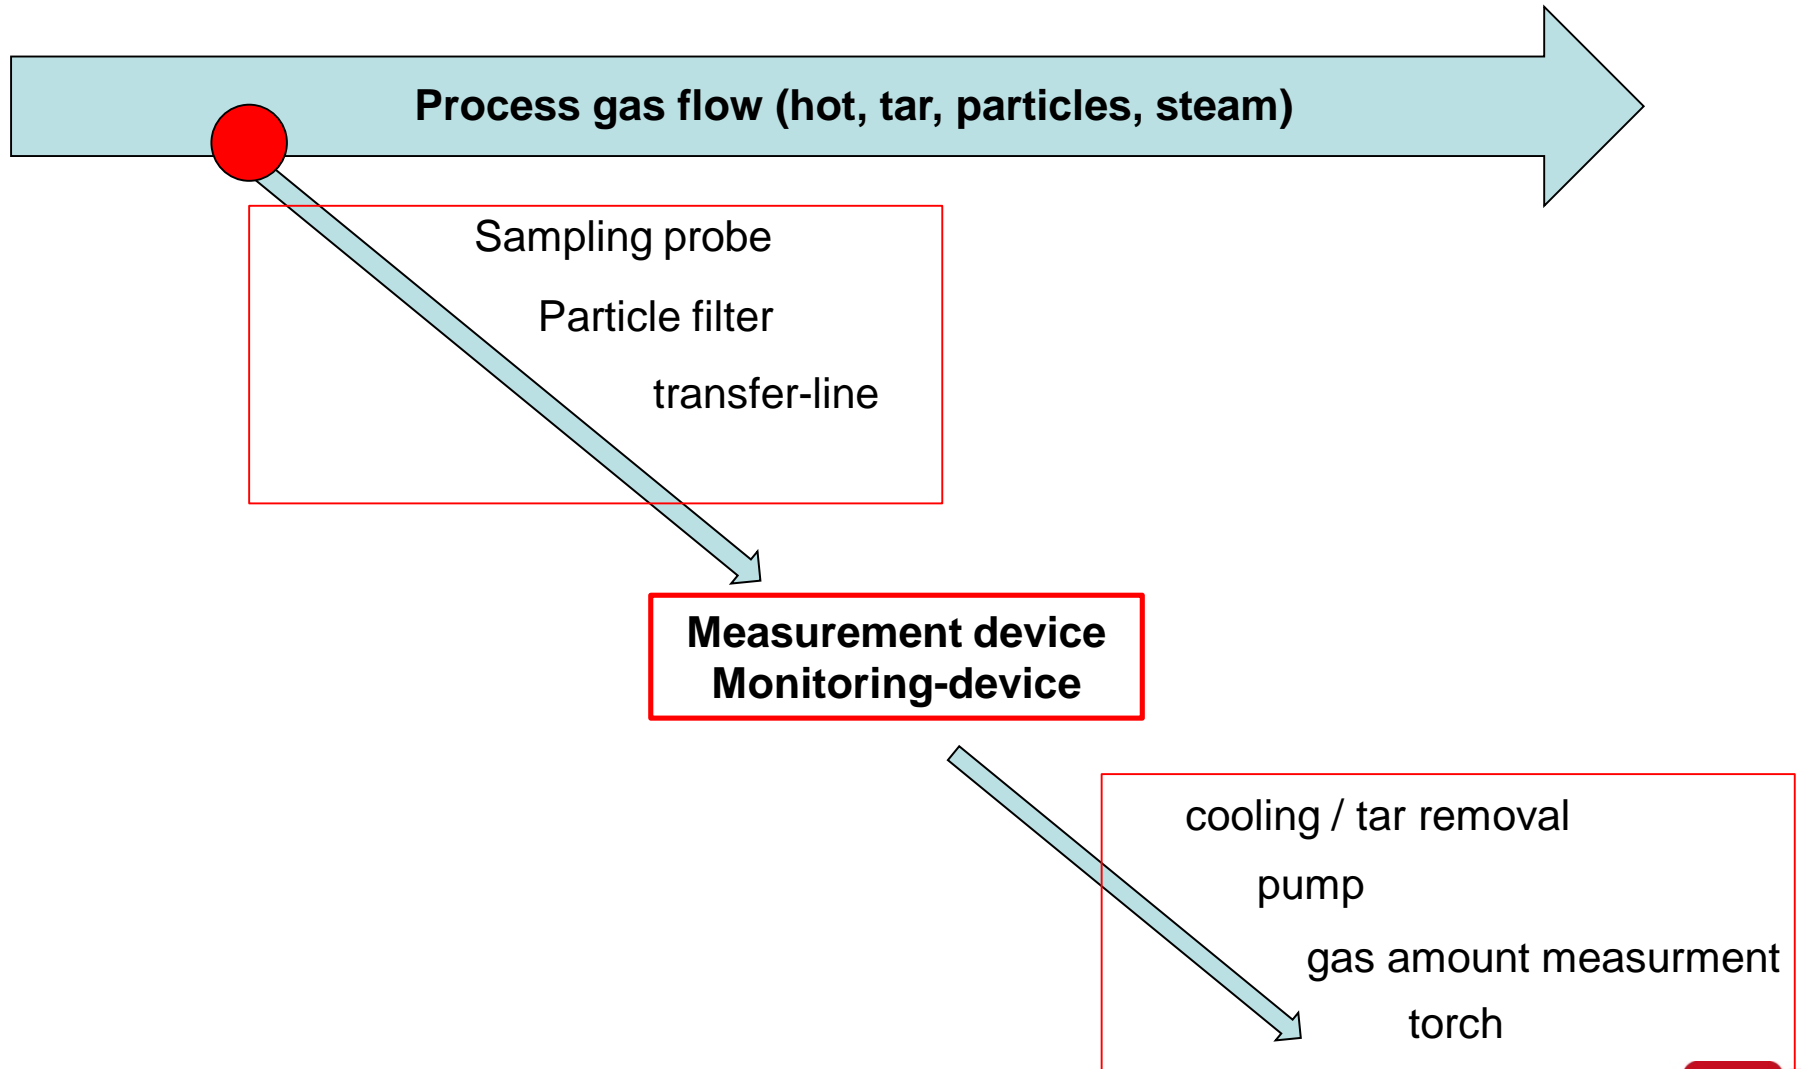 Process gas flow (hot, tar, particles, steam)
Sampling probe
Particle filter
transfer-line
Measurement device
Monitoring-device
cooling / tar removal
pump
gas amount measurment
torch